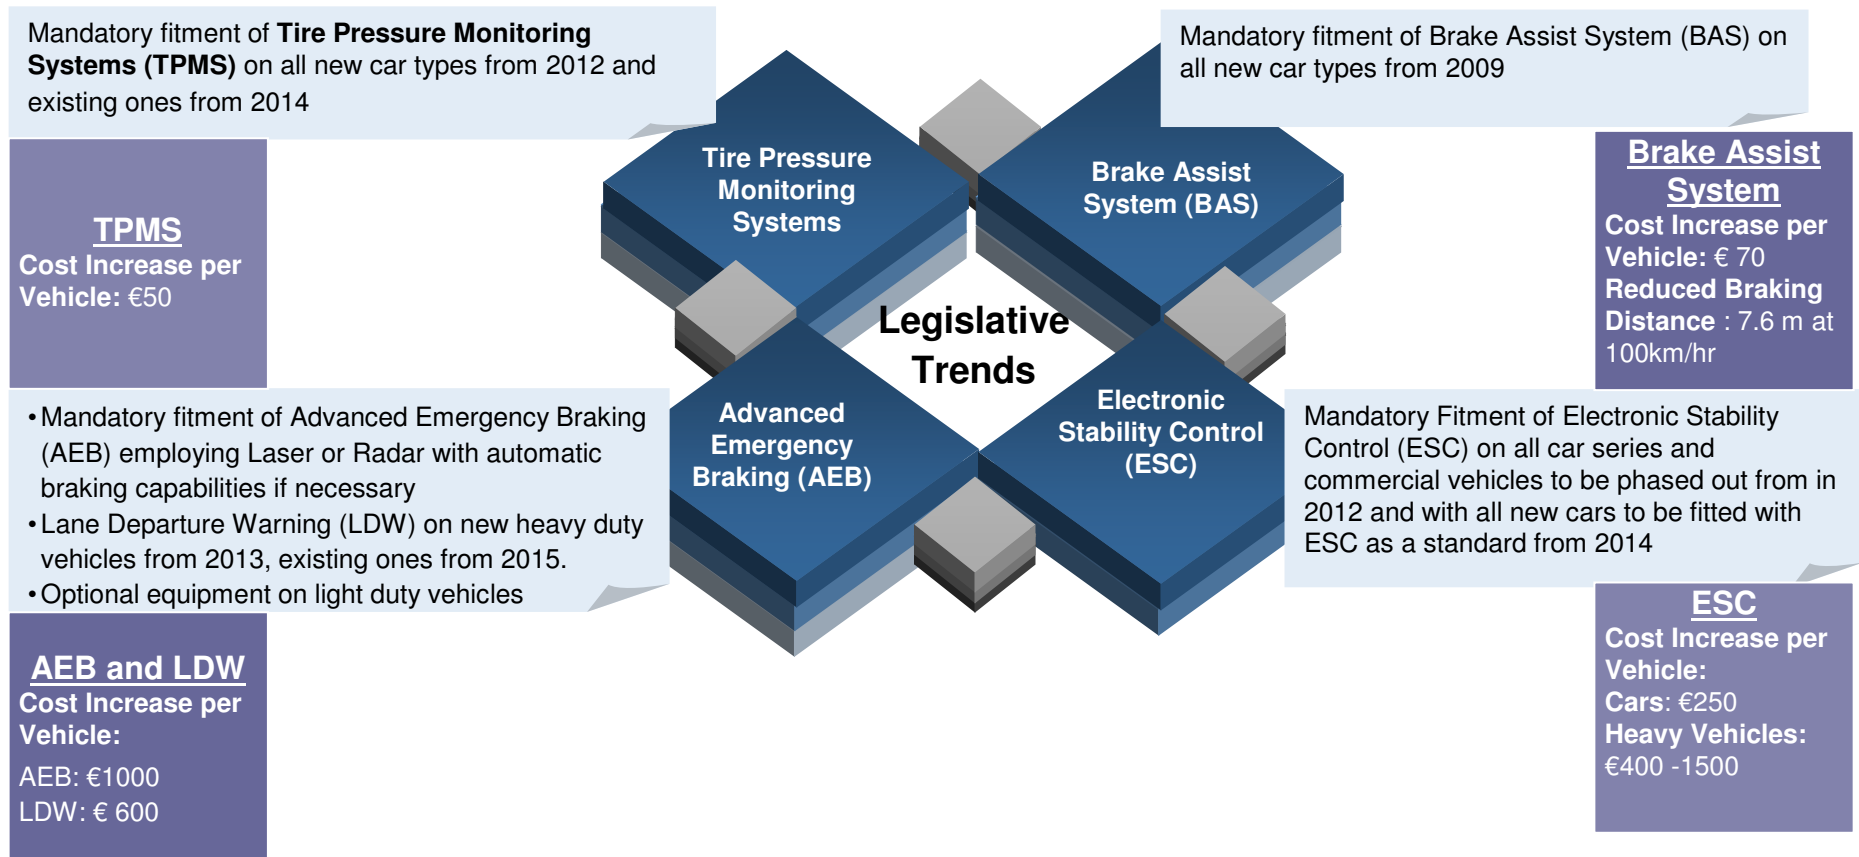 Mandatory fitment of Tire Pressure Monitoring
Systems (TPMS) on all new car types from 2012 and
existing ones from 2014
Mandatory fitment of Brake Assist System (BAS) on
all new car types from 2009
TPMS
Cost Increase per
Vehicle: €50
Tire Pressure
Monitoring
Systems
Brake Assist
System (BAS)
Brake Assist
System
Cost Increase per
Vehicle: € 70
Reduced Braking
Distance : 7.6 m at
100km/hr
Legislative
Trends
•Mandatory fitment of Advanced Emergency Braking
(AEB) employing Laser or Radar with automatic
braking capabilities if necessary
•Lane Departure Warning (LDW) on new heavy duty
vehicles from 2013, existing ones from 2015.
•Optional equipment on light duty vehicles
Advanced
Emergency
Braking (AEB)
Electronic
Stability Control
(ESC)
Mandatory Fitment of Electronic Stability
Control (ESC) on all car series and
commercial vehicles to be phased out from in
2012 and with all new cars to be fitted with
ESC as a standard from 2014
AEB and LDW
Cost Increase per
Vehicle:
AEB: €1000
LDW: € 600
ESC
Cost Increase per
Vehicle:
Cars: €250
Heavy Vehicles:
€400 -1500